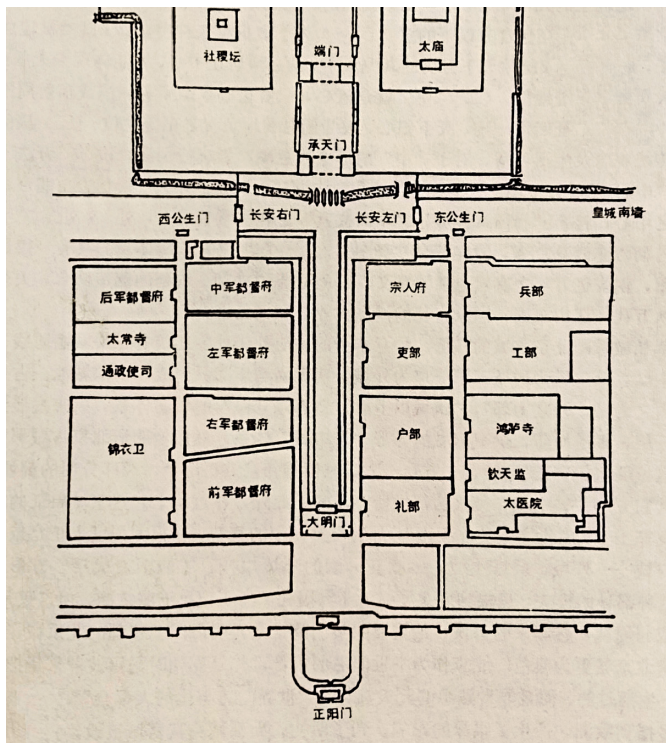 社稷坛
端门
太庙
承天门
皇城南墙
西公生门
长安右门
长安左门
东公生门
后军都督府
中军都督府
宗人府
兵部
太常寺
左军都督府
吏部
工部
通政使司
锦衣卫
右军都督府
户部
鸿胪寺
前军都督府
钦天监
大明门
礼部
太医院
正阳门